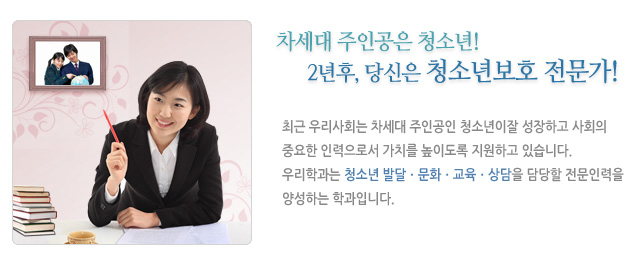 차세대 주인공은 청소년!
2년후, 당신은 청소년보호 전문가!
최근 우리사회는 차세대 주인공인 청소년이잘 성장하고 사회의
중요한 인력으로서 가치를 높이도록 지원하고 있습니다.
우리학과는 청소년 발달 · 문화 · 교육 · 상담을 담당할 전문인력을
양성하는 학과입니다.